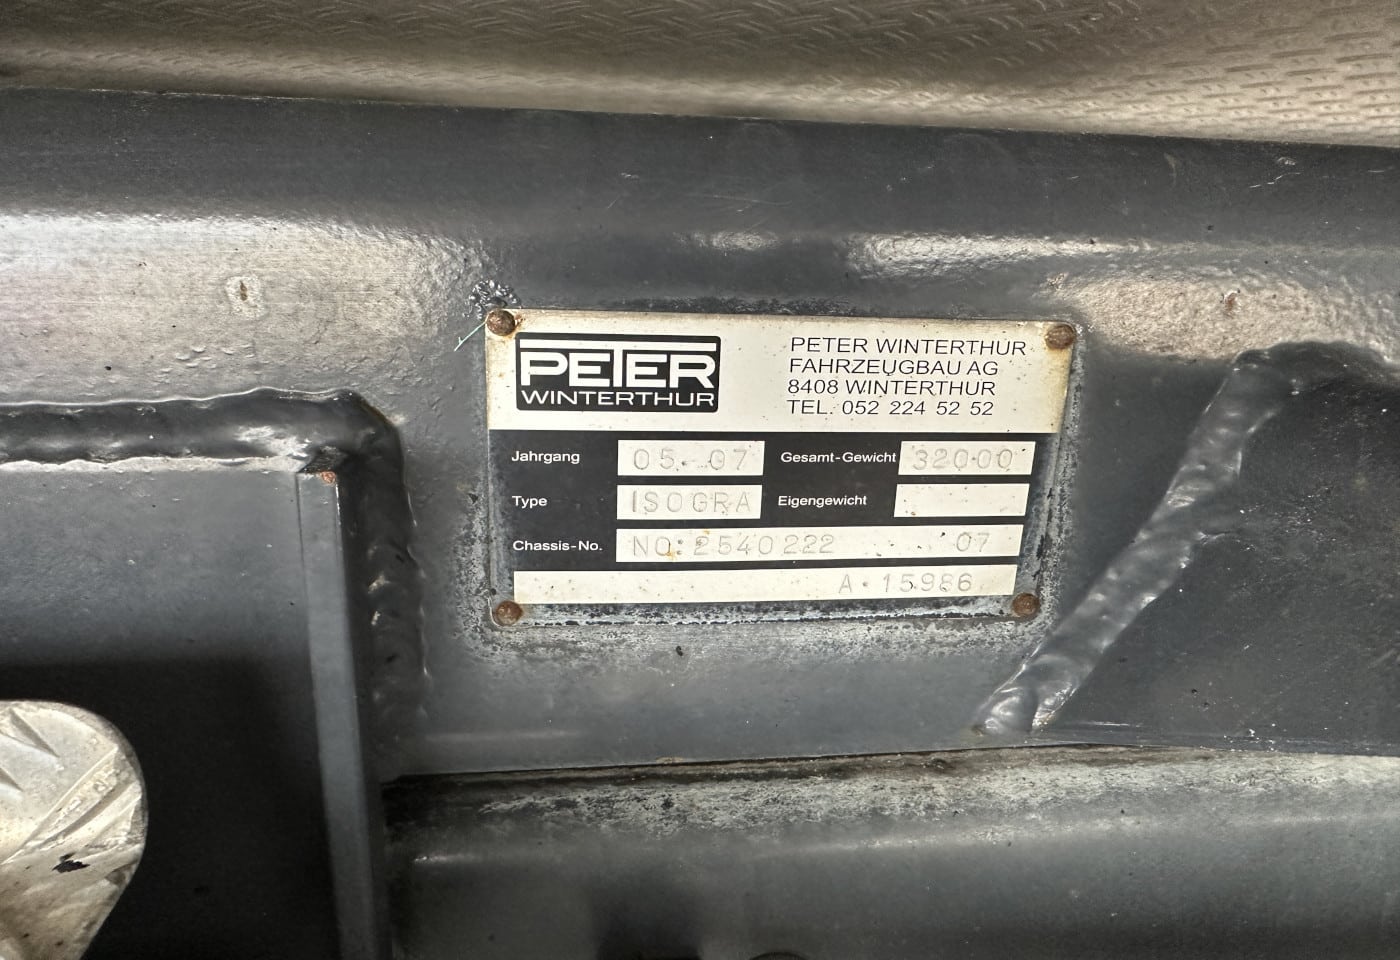 PETER
WINTERTHUR
PETER WINTERTHUR
FAHRZEUGBAU AG
8408 WINTERTHUR
TEL. 052 224 52 52
Jahrgang 05.-07 Gesamt-Gewicht 32000
Type ISOGRA Eigengewicht
Chassis-No. NO: 2540222 07
A . 15986